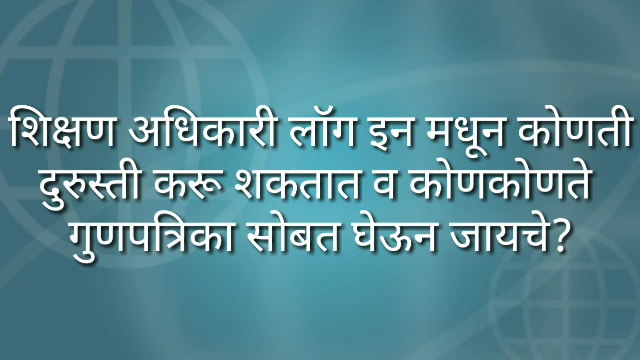 शिक्षण अधिकारी लॉग इन मधून कोणती
दुरुस्ती करू शकतात व कोणकोणते
गुणपत्रिका सोबत घेऊन जायचे?